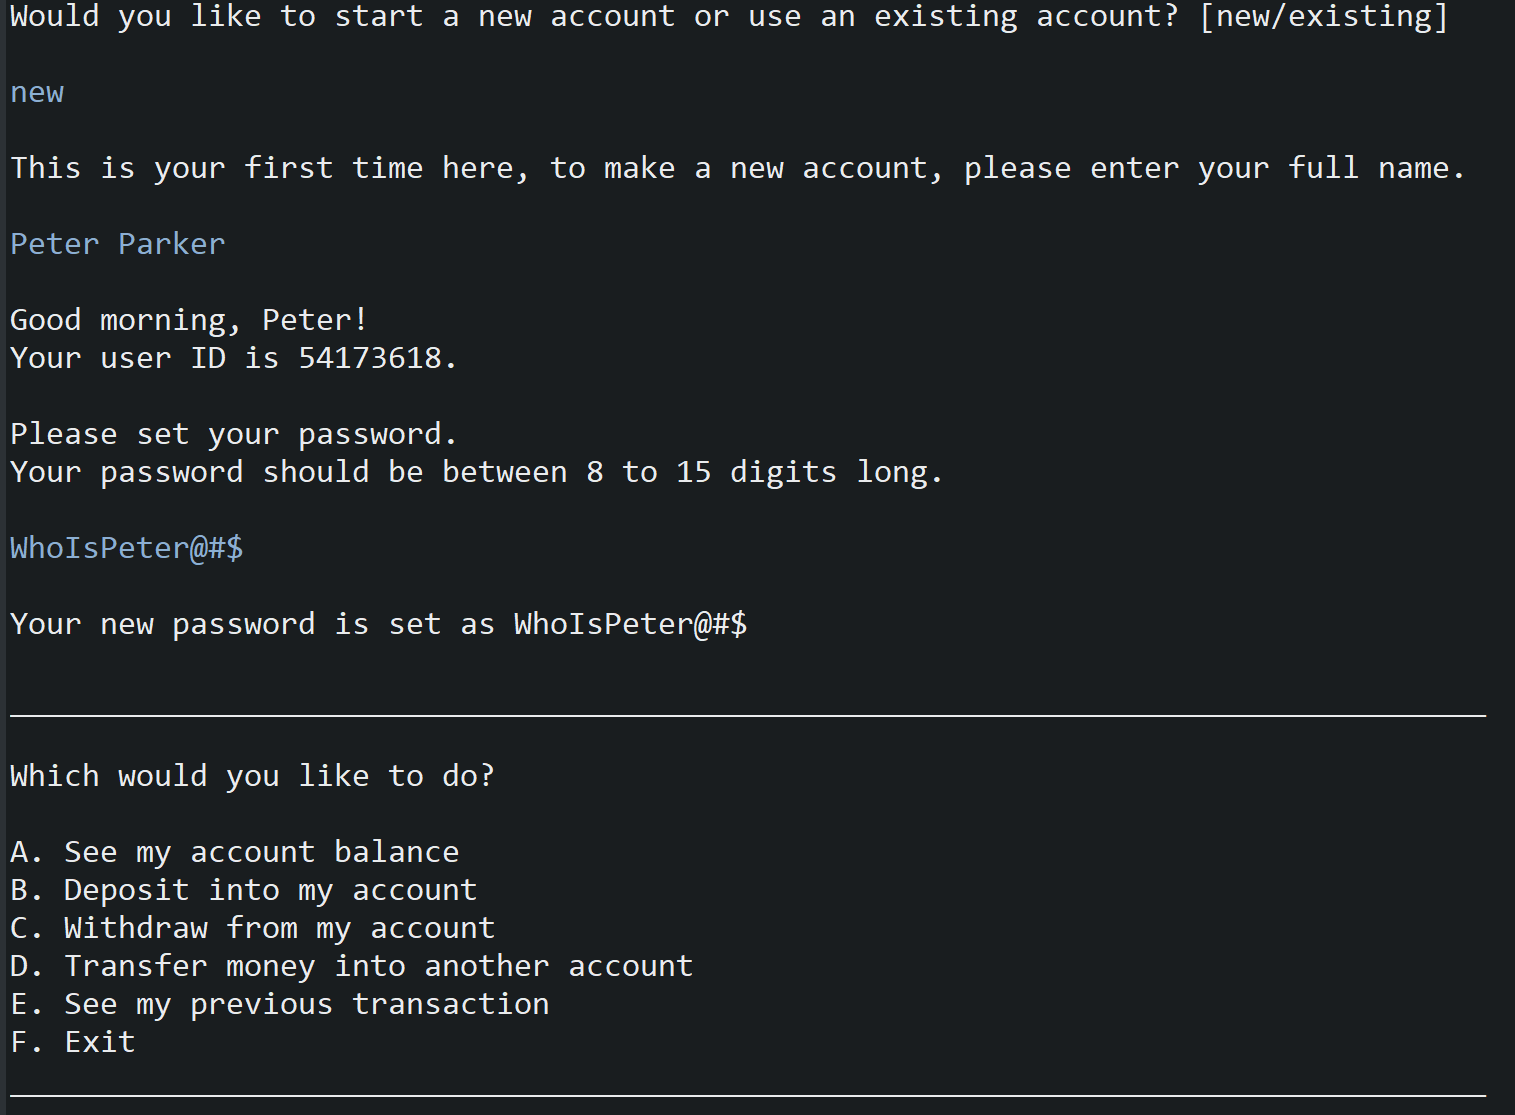 Would you like to start a new account or use an existing account? [new/existing]
new
This is your first time here, to make a new account, please enter your full name.
Peter Parker
Good morning, Peter!
Your user ID is 54173618.
Please set your password.
Your password should be between 8 to 15 digits long.
WhoIsPeter@#$
Your new password is set as WhoIsPeter@#$
Which would you like to do?
A. See my account balance
B. Deposit into my account
C. Withdraw from my account
D. Transfer money into another account
E. See my previous transaction
F. Exit